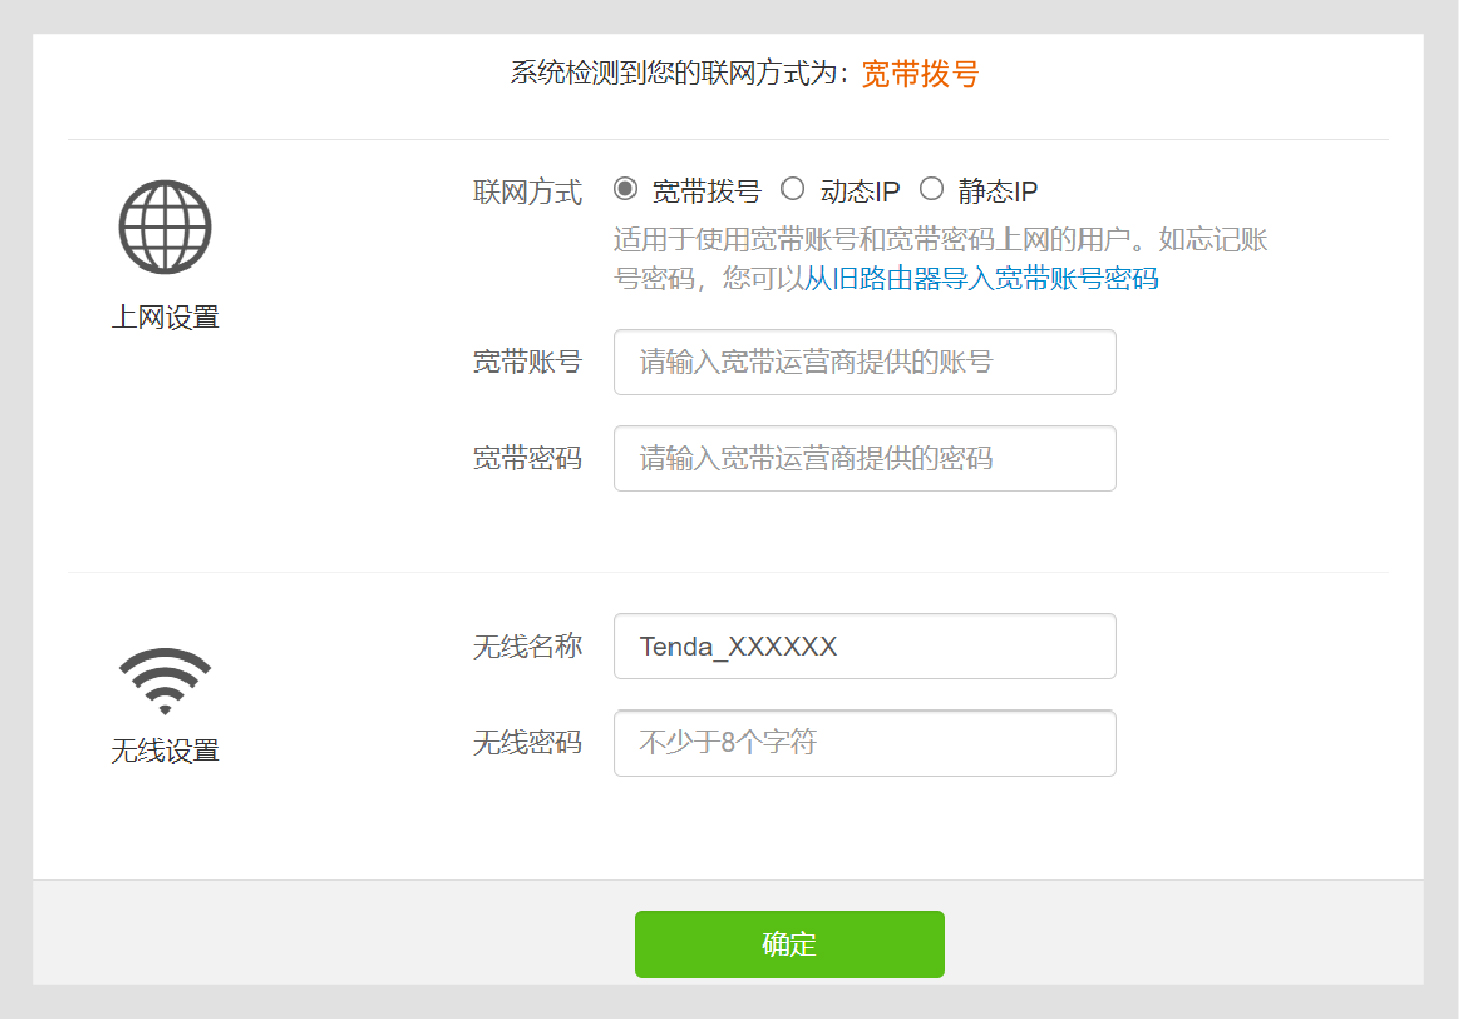 系统检测到您的联网方式为：宽带拨号
联网方式 宽带拨号 动态IP 静态IP
适用于使用宽带账号和宽带密码上网的用户。如忘记账
号密码，您可以从旧路由器导入宽带账号密码
上网设置
宽带账号 请输入宽带运营商提供的账号
宽带密码 请输入宽带运营商提供的密码
无线名称 Tenda_XXXXXX
无线密码 不少于8个字符
无线设置
确定